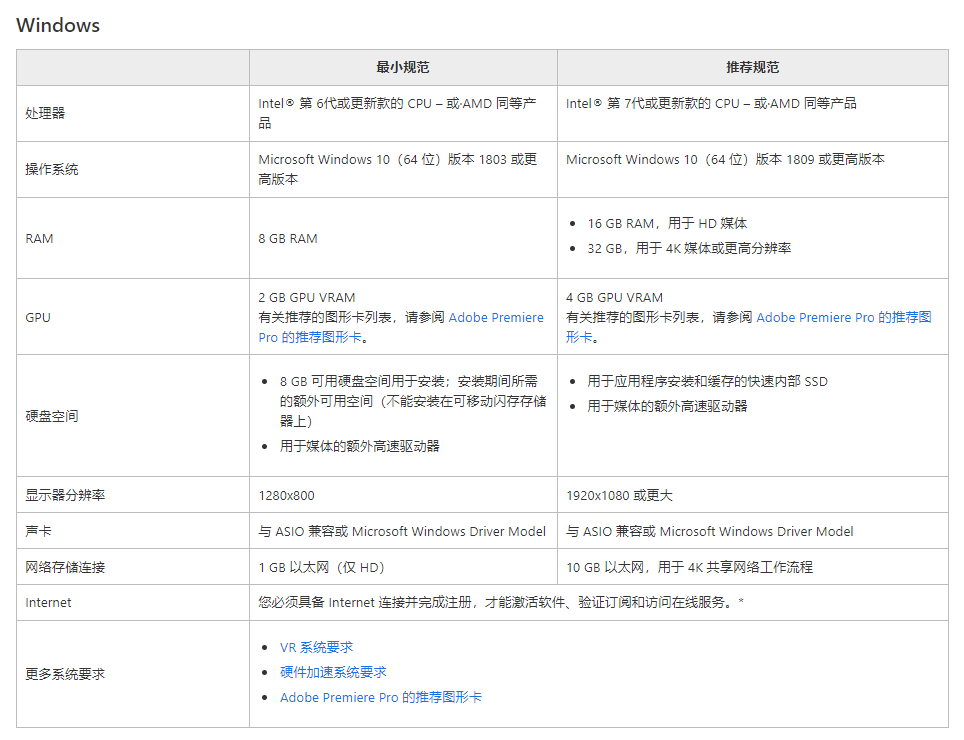 Windows
最小规范
推荐规范
处理器
Intel® 第 6代或更新款的 CPU – 或·AMD 同等产
品
Intel® 第 7代或更新款的 CPU – 或·AMD 同等产品
操作系统
Microsoft Windows 10（64 位）版本 1803 或更
高版本
Microsoft Windows 10（64 位）版本 1809 或更高版本
RAM
8 GB RAM
• 16 GB RAM，用于 HD 媒体
• 32 GB，用于 4K 媒体或更高分辨率
GPU
2 GB GPU VRAM
有关推荐的图形卡列表，请参阅 Adobe Premiere
Pro 的推荐图形卡。
4 GB GPU VRAM
有关推荐的图形卡列表，请参阅 Adobe Premiere Pro 的推荐图
形卡。
硬盘空间
• 8 GB 可用硬盘空间用于安装；安装期间所需
的额外可用空间（不能安装在可移动闪存存储
器上）
• 用于媒体的额外高速驱动器
• 用于应用程序安装和缓存的快速内部 SSD
• 用于媒体的额外高速驱动器
显示器分辨率
1280x800
1920x1080 或更大
声卡
与 ASIO 兼容或 Microsoft Windows Driver Model
与 ASIO 兼容或 Microsoft Windows Driver Model
网络存储连接
1 GB 以太网（仅 HD）
10 GB 以太网，用于 4K 共享网络工作流程
Internet
您必须具备 Internet 连接并完成注册，才能激活软件、验证订阅和访问在线服务。*
更多系统要求
• VR 系统要求
• 硬件加速系统要求
• Adobe Premiere Pro 的推荐图形卡